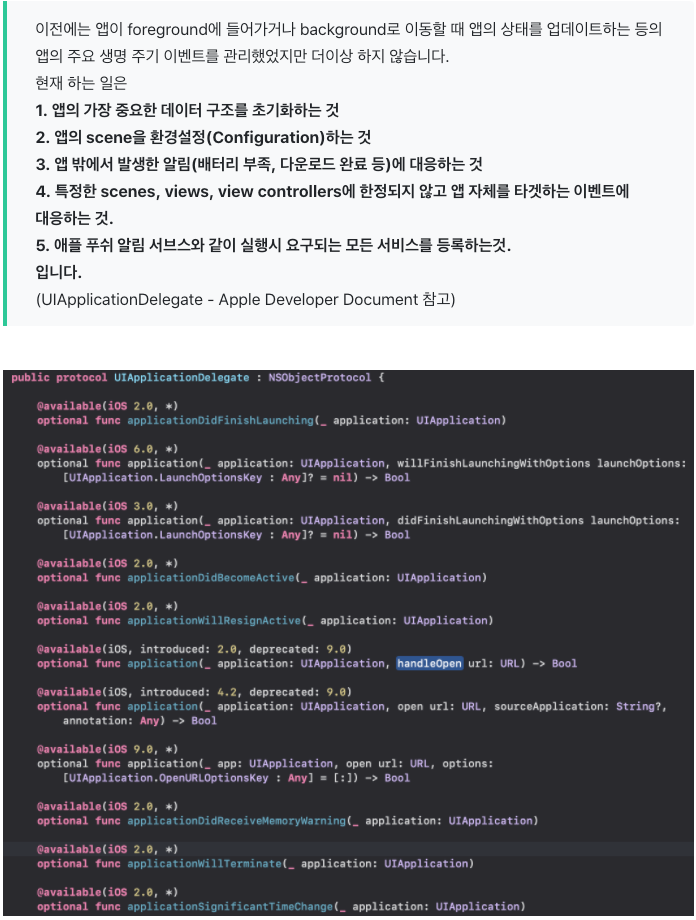 이전에는 앱이 foreground에 들어가거나 background로 이동할 때 앱의 상태를 업데이트하는 등의
앱의 주요 생명 주기 이벤트를 관리했었지만 더이상 하지 않습니다.
현재 하는 일은
1. 앱의 가장 중요한 데이터 구조를 초기화하는 것
2. 앱의 scene을 환경설정(Configuration)하는 것
3. 앱 밖에서 발생한 알림(배터리 부족, 다운로드 완료 등)에 대응하는 것
4. 특정한 scenes, views, view controllers에 한정되지 않고 앱 자체를 타겟하는 이벤트에
대응하는 것.
5. 애플 푸쉬 알림 서브스와 같이 실행시 요구되는 모든 서비스를 등록하는것.
입니다.
(UIApplicationDelegate - Apple Developer Document 참고)
public protocol UIApplicationDelegate : NSObjectProtocol {
@available(iOS 2.0, *)
optional func applicationDidFinishLaunching(_ application: UIApplication)
@available(iOS 6.0, *)
optional func application(_ application: UIApplication, willFinishLaunchingWithOptions launchOptions:
[UIApplication.LaunchOptionsKey : Any]? = nil) -> Bool
@available(iOS 3.0, *)
optional func application(_ application: UIApplication, didFinishLaunchingWithOptions launchOptions:
[UIApplication.LaunchOptionsKey : Any]? = nil) -> Bool
@available(iOS 2.0, *)
optional func applicationDidBecomeActive(_ application: UIApplication)
@available(iOS 2.0, *)
optional func applicationWillResignActive(_ application: UIApplication)
@available(iOS, introduced: 2.0, deprecated: 9.0)
optional func application(_ application: UIApplication, handleOpen url: URL) -> Bool
@available(iOS, introduced: 4.2, deprecated: 9.0)
optional func application(_ application: UIApplication, open url: URL, sourceApplication: String?,
annotation: Any) -> Bool
@available(iOS 9.0, *)
optional func application(_ app: UIApplication, open url: URL, options:
[UIApplication.OpenURLOptionsKey : Any] = [:]) -> Bool
@available(iOS 2.0, *)
optional func applicationDidReceiveMemoryWarning(_ application: UIApplication)
@available(iOS 2.0, *)
optional func applicationWillTerminate(_ application: UIApplication)
@available(iOS 2.0, *)
optional func applicationSignificantTimeChange(_ application: UIApplication)